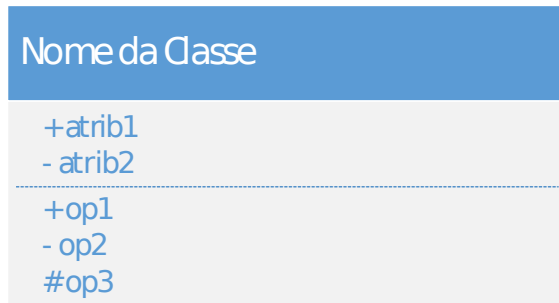 Nome da Classe
+ atrib1
- atrib2
+ op1
- op2
# op3